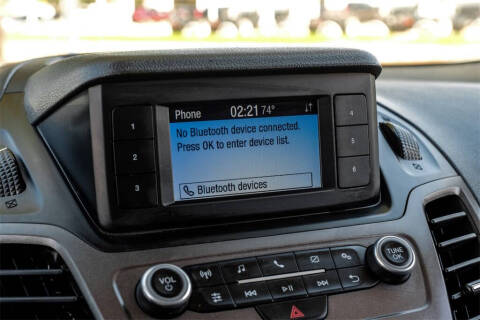 Phone 02:21 74°
No Bluetooth device connected.
Press OK to enter device list.
Bluetooth devices
1
2
3
4
5
6
VOL
TUNE
OK